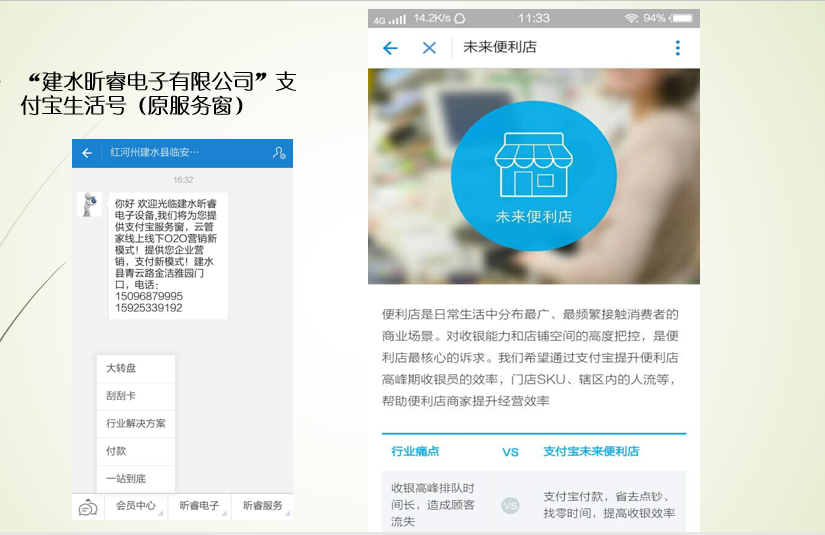 “建水昕睿电子有限公司”支
付宝生活号（原服务窗）
红河州建水县临安…
16:32
你好 欢迎光临建水昕睿
电子设备,我们将为您提
供支付宝服务窗，云管
家线上线下O2O营销新
模式！提供您企业营
销，支付新模式！建水
县青云路金洁雅园门
口，电话：
15096879995
15925339192
大转盘
刮刮卡
行业解决方案
付款
一站到底
会员中心
昕睿电子
昕睿服务
4G 14.2K/s 11:33 94%
未来便利店
未来便利店
便利店是日常生活中分布最广、最频繁接触消费者的
商业场景。对收银能力和店铺空间的高度把控，是便
利店最核心的诉求。我们希望通过支付宝提升便利店
高峰期收银员的效率，门店SKU、辖区内的人流等，
帮助便利店商家提升经营效率
行业痛点 VS 支付宝未来便利店
收银高峰排队时
间长，造成顾客
流失
VS
支付宝付款，省去点钞、
找零时间，提高收银效率